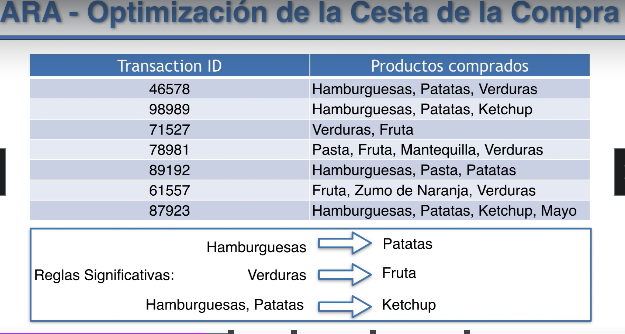 ARA - Optimización de la Cesta de la Compra
Transaction ID Productos comprados
46578 Hamburguesas, Patatas, Verduras
98989 Hamburguesas, Patatas, Ketchup
71527 Verduras, Fruta
78981 Pasta, Fruta, Mantequilla, Verduras
89192 Hamburguesas, Pasta, Patatas
61557 Fruta, Zumo de Naranja, Verduras
87923 Hamburguesas, Patatas, Ketchup, Mayo
Hamburguesas Patatas
Reglas Significativas: Verduras Fruta
Hamburguesas, Patatas Ketchup